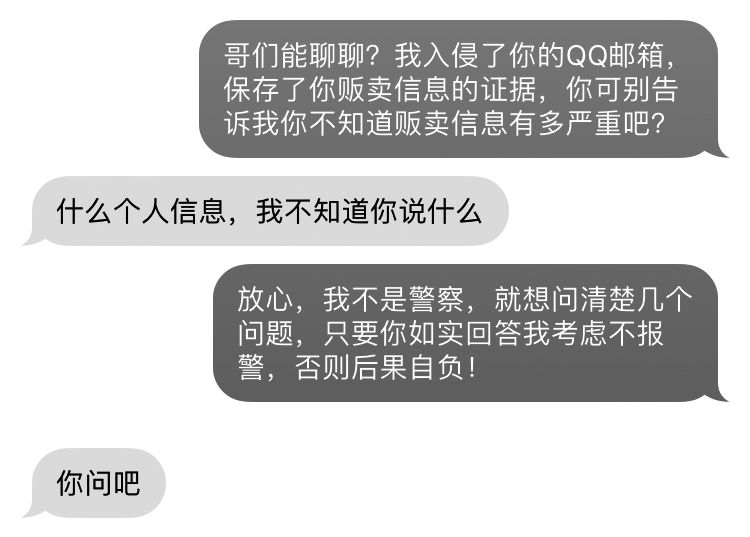 哥们能聊聊？我入侵了你的QQ邮箱，
保存了你贩卖信息的证据，你可别告
诉我你不知道贩卖信息有多严重吧？
什么个人信息，我不知道你说什么
放心，我不是警察，就想问清楚几个
问题，只要你如实回答我考虑不报
警，否则后果自负！
你问吧